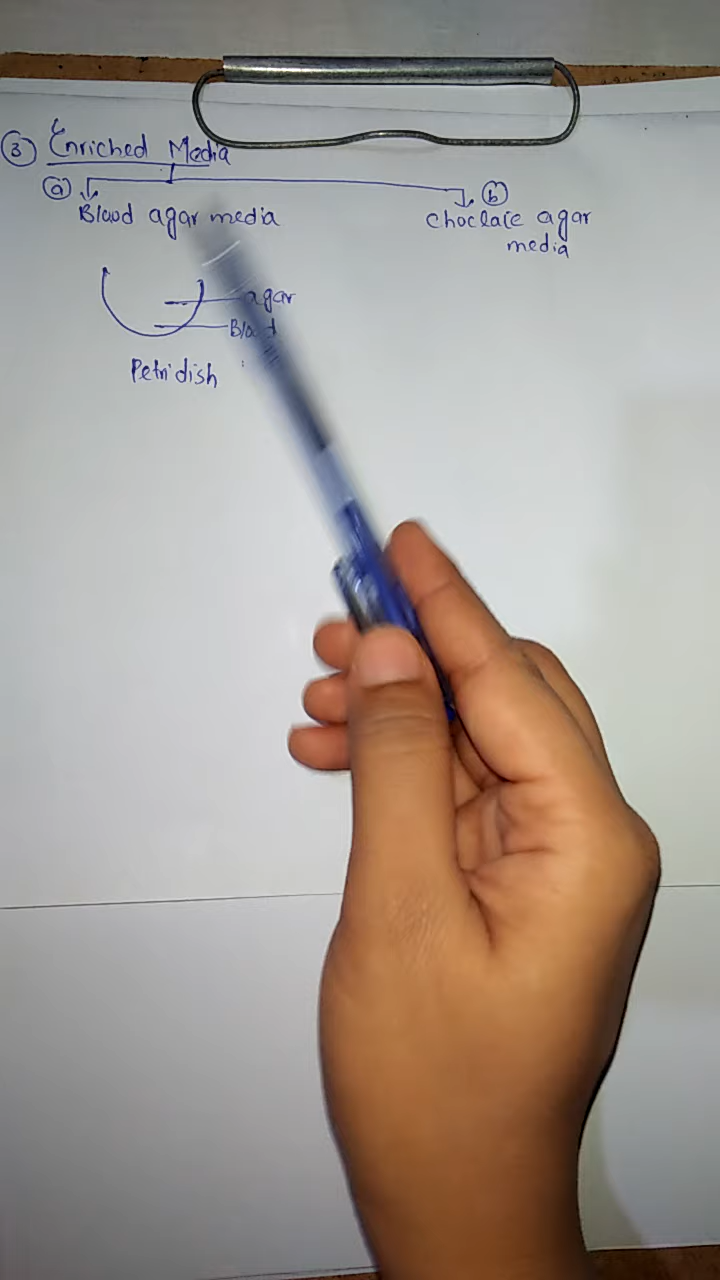 ③ Enriched Media
ⓐ
Blood agar media
ⓑ
choclate agar
media
agar
Blood
Petridish